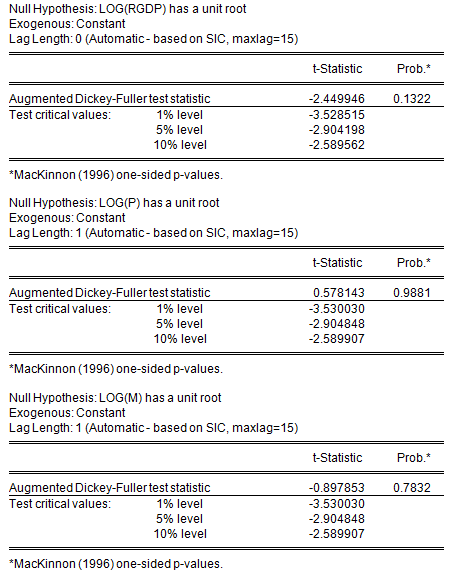 Null Hypothesis: LOG(RGDP) has a unit root
Exogenous: Constant
Lag Length: 0 (Automatic - based on SIC, maxlag=15)
t-Statistic Prob.*
Augmented Dickey-Fuller test statistic -2.449946 0.1322
Test critical values: 1% level -3.528515
5% level -2.904198
10% level -2.589562
*MacKinnon (1996) one-sided p-values.
Null Hypothesis: LOG(P) has a unit root
Exogenous: Constant
Lag Length: 1 (Automatic - based on SIC, maxlag=15)
t-Statistic Prob.*
Augmented Dickey-Fuller test statistic 0.578143 0.9881
Test critical values: 1% level -3.530030
5% level -2.904848
10% level -2.589907
*MacKinnon (1996) one-sided p-values.
Null Hypothesis: LOG(M) has a unit root
Exogenous: Constant
Lag Length: 1 (Automatic - based on SIC, maxlag=15)
t-Statistic Prob.*
Augmented Dickey-Fuller test statistic -0.897853 0.7832
Test critical values: 1% level -3.530030
5% level -2.904848
10% level -2.589907
*MacKinnon (1996) one-sided p-values.